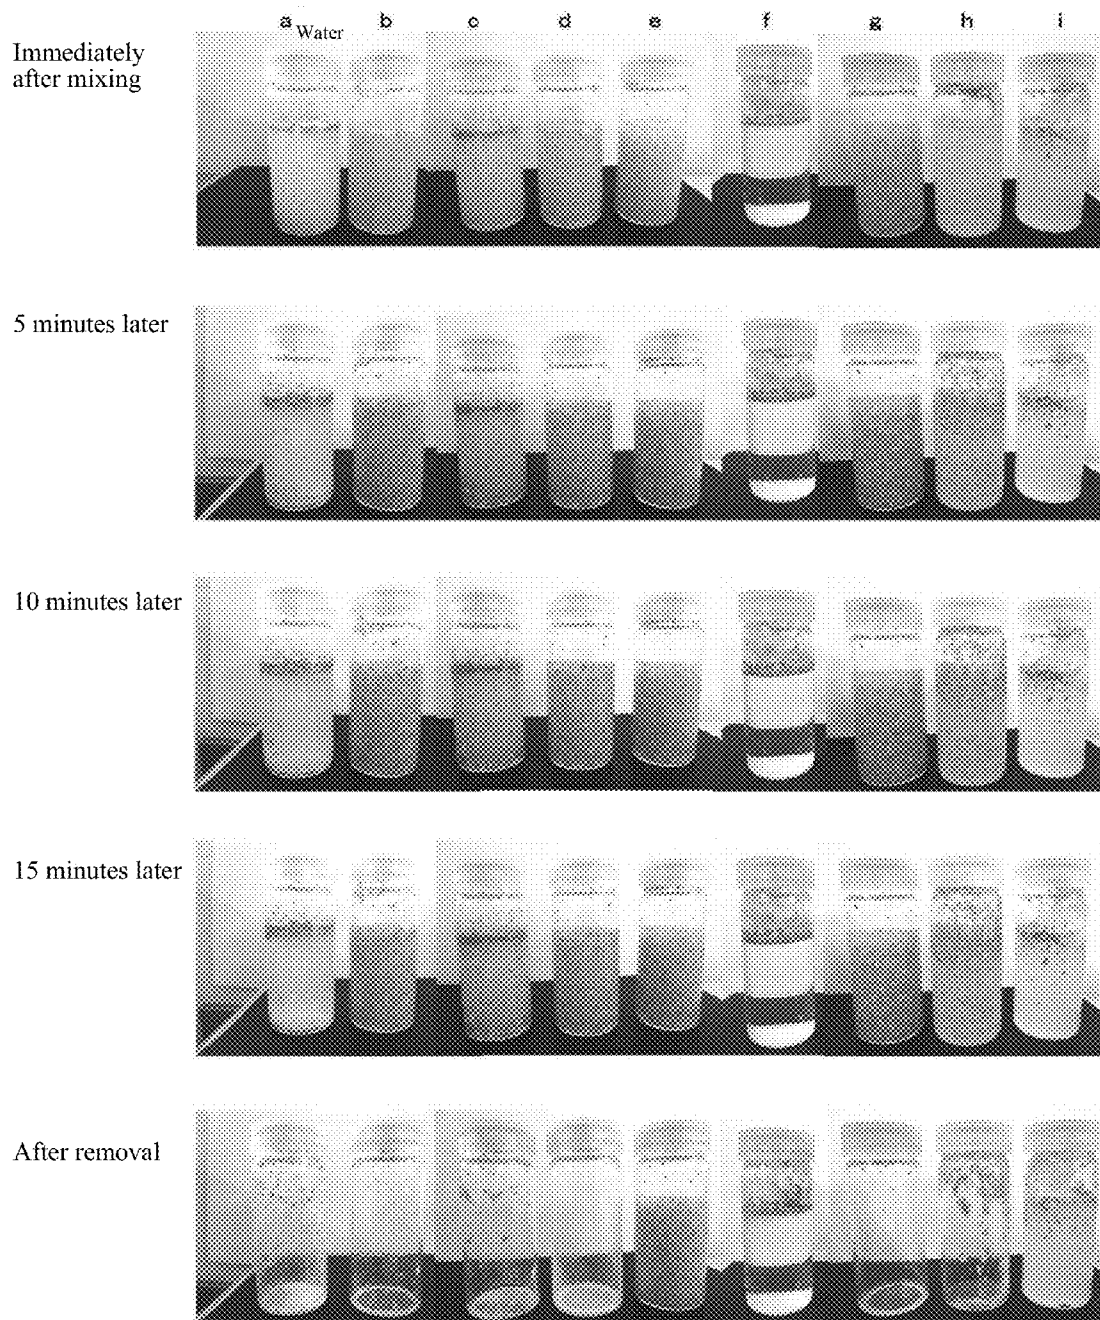 a b c d e f g h i
Water
Immediately
after mixing
5 minutes later
10 minutes later
15 minutes later
After removal